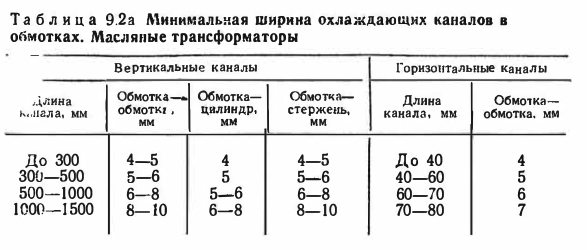 Таблица 9.2а Минимальная ширина охлаждающих каналов в
обмотках. Масляные трансформаторы
Вертикальные каналы Горизонтальные каналы
Длина канала, мм Обмотка— обмотка, мм Обмотка— цилиндр, мм Обмотка— стержень, мм Длина канала, мм Обмотка— обмотка, мм
До 300 4—5 4 4—5 До 40 4
300—500 5—6 5 5—6 40—60 5
500—1000 6—8 5—6 6—8 60—70 6
1000—1500 8—10 6—8 8—10 70—80 7